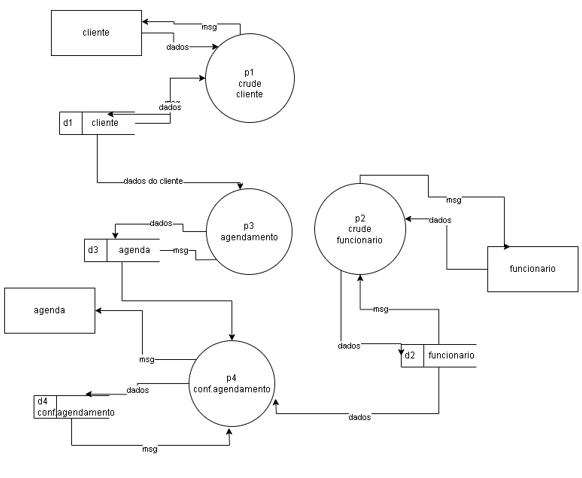 cliente
msg
dados
p1
crude
cliente
dados
d1
cliente
dados do cliente
p3
agendamento
dados
msg
d3
agenda
p2
crude
funcionario
msg
dados
funcionario
agenda
msg
p4
conf.agendamento
msg
dados
d2
funcionario
dados
d4
conf.agendamento
msg
dados